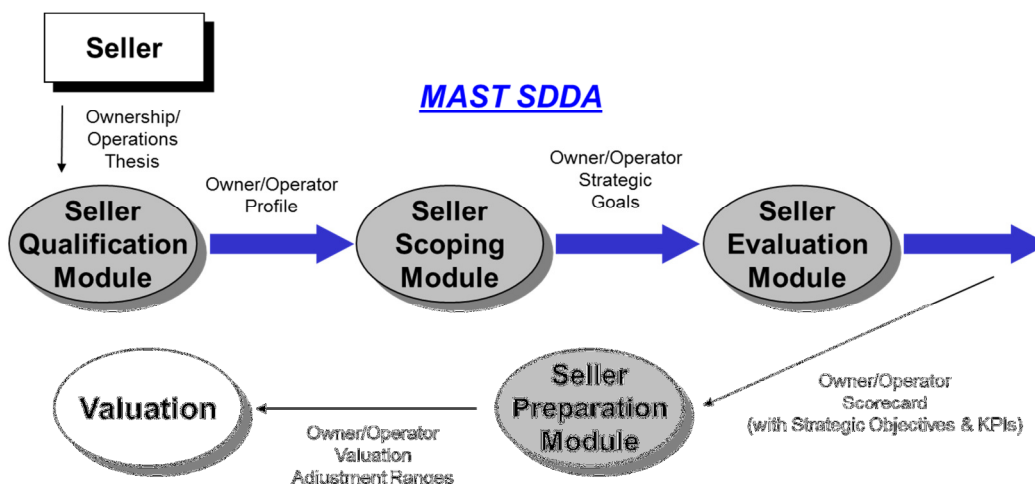 Seller
MAST SDDA
Ownership/
Operations
Thesis
Owner/Operator
Profile
Owner/Operator
Strategic
Goals
Seller
Qualification
Module
Seller
Scoping
Module
Seller
Evaluation
Module
Valuation
Owner/Operator
Valuation
Adjustment Ranges
Seller
Preparation
Module
Owner/Operator
Scorecard
(with Strategic Objectives & KPIs)